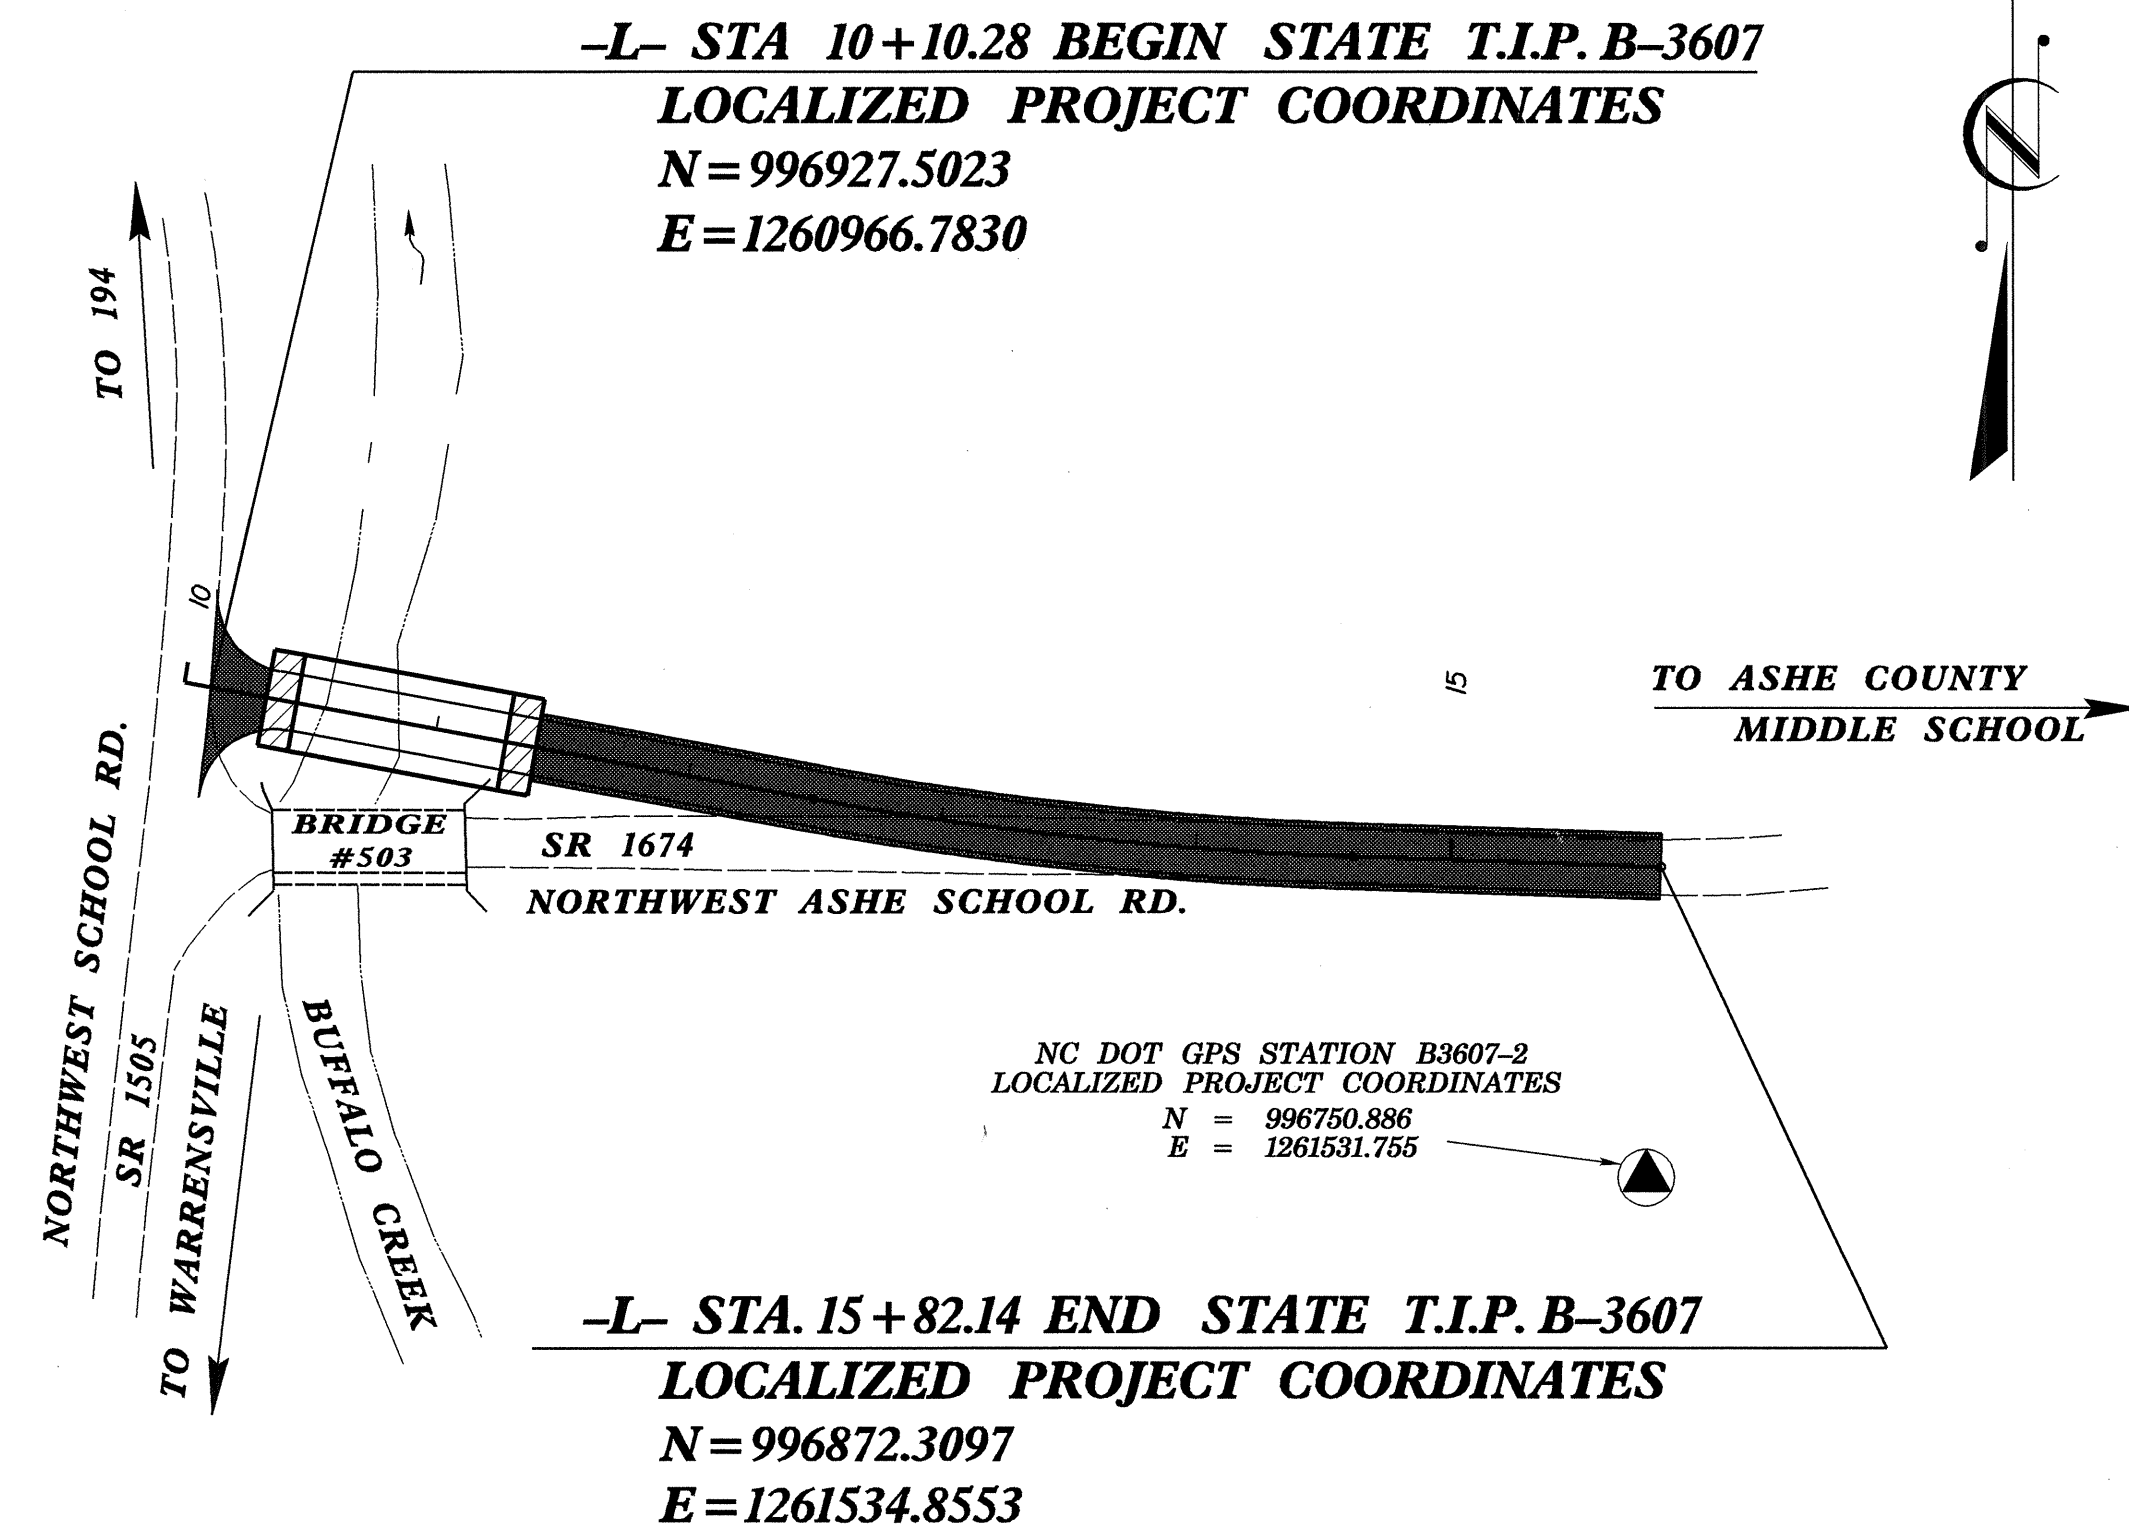 –L– STA 10+10.28 BEGIN STATE T.I.P. B–3607
LOCALIZED PROJECT COORDINATES
N=996927.5023
E=1260966.7830
N
TO 194
10
15
TO ASHE COUNTY
MIDDLE SCHOOL
BRIDGE
#503
SR 1674
NORTHWEST ASHE SCHOOL RD.
NORTHWEST SCHOOL RD.
SR 1505
TO WARRENSVILLE
BUFFALO CREEK
NC DOT GPS STATION B3607–2
LOCALIZED PROJECT COORDINATES
N = 996750.886
E = 1261531.755
–L– STA. 15+82.14 END STATE T.I.P. B–3607
LOCALIZED PROJECT COORDINATES
N=996872.3097
E=1261534.8553